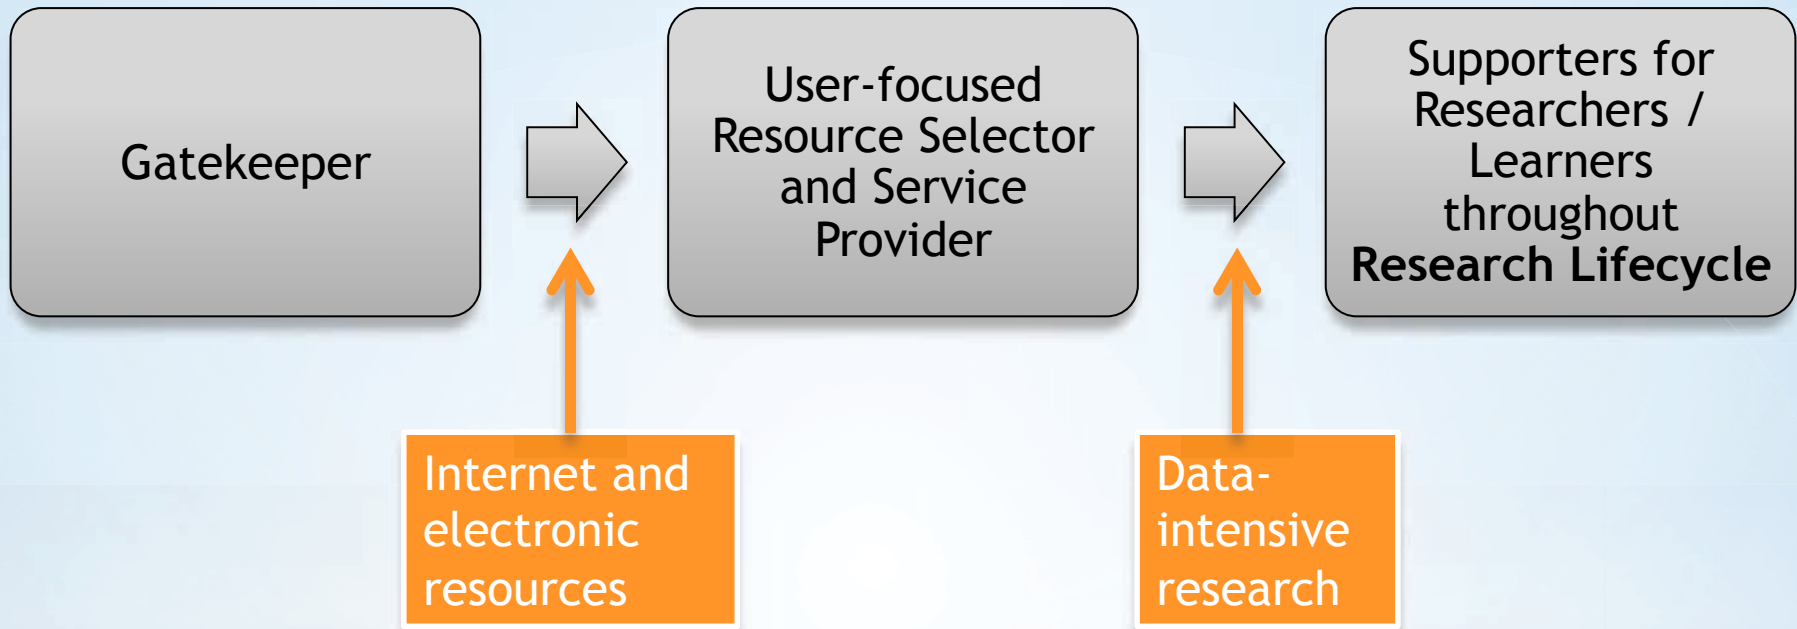 Gatekeeper
User-focused
Resource Selector
and Service
Provider
Supporters for
Researchers /
Learners
throughout
Research Lifecycle
Internet and
electronic
resources
Data-
intensive
research